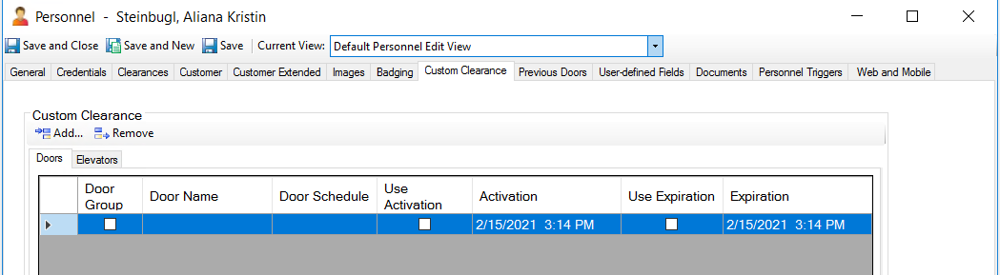 Personnel - Steinbugl, Aliana Kristin
Save and Close Save and New Save Current View: Default Personnel Edit View
General Credentials Clearances Customer Customer Extended Images Badging Custom Clearance Previous Doors User-defined Fields Documents Personnel Triggers Web and Mobile
Custom Clearance
Add... Remove
Doors Elevators
Door Group Door Name Door Schedule Use Activation Activation Use Expiration Expiration
2/15/2021 3:14 PM 2/15/2021 3:14 PM